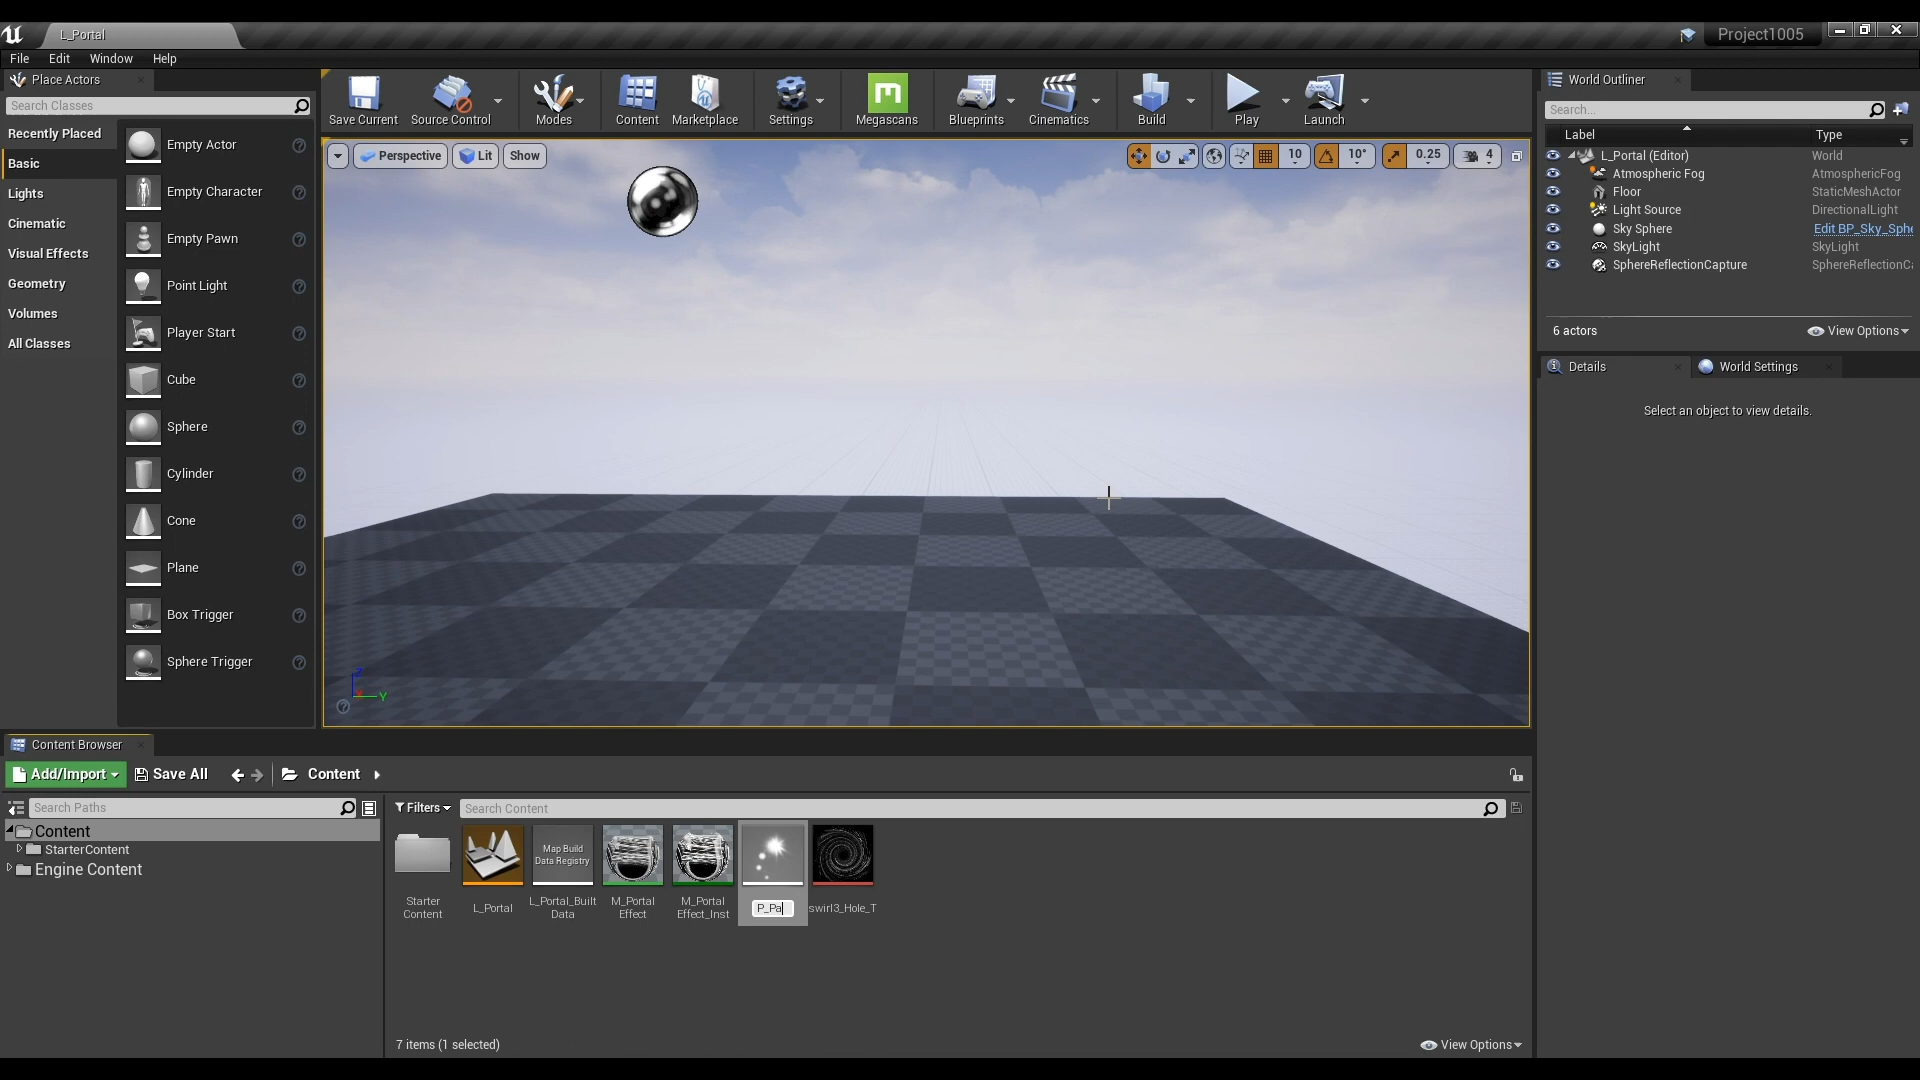 L_Portal
Project1005
File Edit Window Help
Place Actors
Search Classes
Recently Placed
Basic
Lights
Cinematic
Visual Effects
Geometry
Volumes
All Classes
Empty Actor
Empty Character
Empty Pawn
Point Light
Player Start
Cube
Sphere
Cylinder
Cone
Plane
Box Trigger
Sphere Trigger
Save Current Source Control Modes Content Marketplace Settings Megascans Blueprints Cinematics Build Play Launch
Perspective Lit Show
10 10° 0.25 4
Z
X
Y
World Outliner
Search...
Label Type
L_Portal (Editor) World
Atmospheric Fog AtmosphericFog
Floor StaticMeshActor
Light Source DirectionalLight
Sky Sphere Edit BP_Sky_Sphe
SkyLight SkyLight
SphereReflectionCapture SphereReflectionCa
6 actors View Options
Details World Settings
Select an object to view details.
Content Browser
Add/Import Save All Content
Search Paths
Content
StarterContent
Engine Content
Filters Search Content
Map Build
Data Registry
Starter
Content
L_Portal
L_Portal_Built
Data
M_Portal
Effect
M_Portal
Effect_Inst
P_Pa
swirl3_Hole_T
7 items (1 selected) View Options